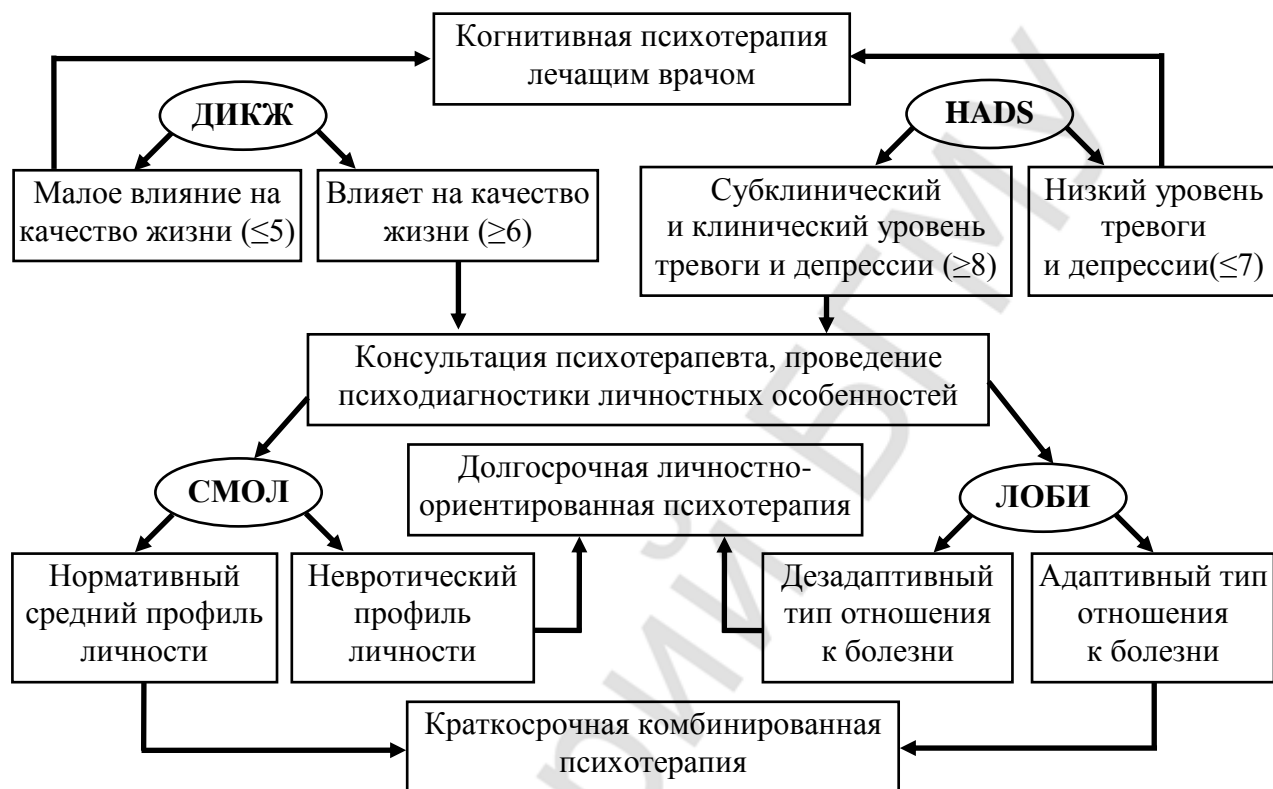 Когнитивная психотерапия
лечащим врачом
ДИКЖ
HADS
Малое влияние на
качество жизни (≤5)
Влияет на качество
жизни (≥6)
Субклинический
и клинический уровень
тревоги и депрессии (≥8)
Низкий уровень
тревоги
и депрессии(≤7)
Консультация психотерапевта, проведение
психодиагностики личностных особенностей
СМОЛ
Долгосрочная личностно-
ориентированная психотерапия
ЛОБИ
Нормативный
средний профиль
личности
Невротический
профиль
личности
Дезадаптивный
тип отношения
к болезни
Адаптивный тип
отношения
к болезни
Краткосрочная комбинированная
психотерапия
БГМУ